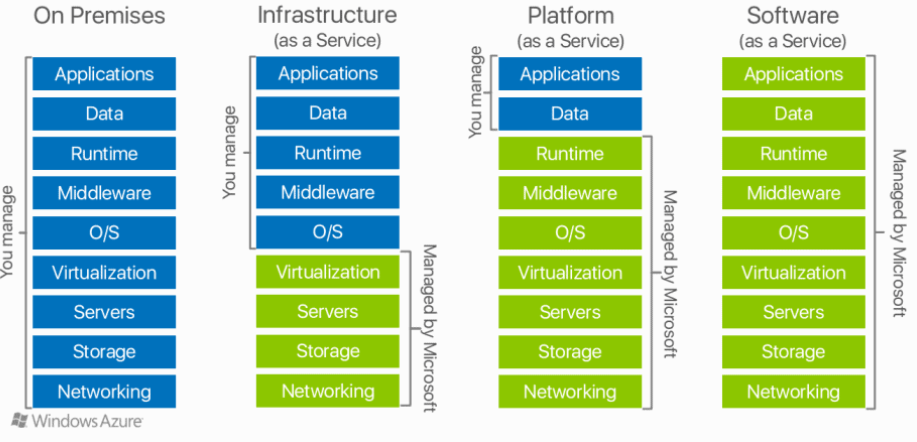 On Premises
You manage
Applications
Data
Runtime
Middleware
O/S
Virtualization
Servers
Storage
Networking
Infrastructure
(as a Service)
You manage
Applications
Data
Runtime
Middleware
O/S
Virtualization
Servers
Storage
Networking
Managed by Microsoft
Platform
(as a Service)
You manage
Applications
Data
Runtime
Middleware
O/S
Virtualization
Servers
Storage
Networking
Managed by Microsoft
Software
(as a Service)
Applications
Data
Runtime
Middleware
O/S
Virtualization
Servers
Storage
Networking
Managed by Microsoft
Windows Azure